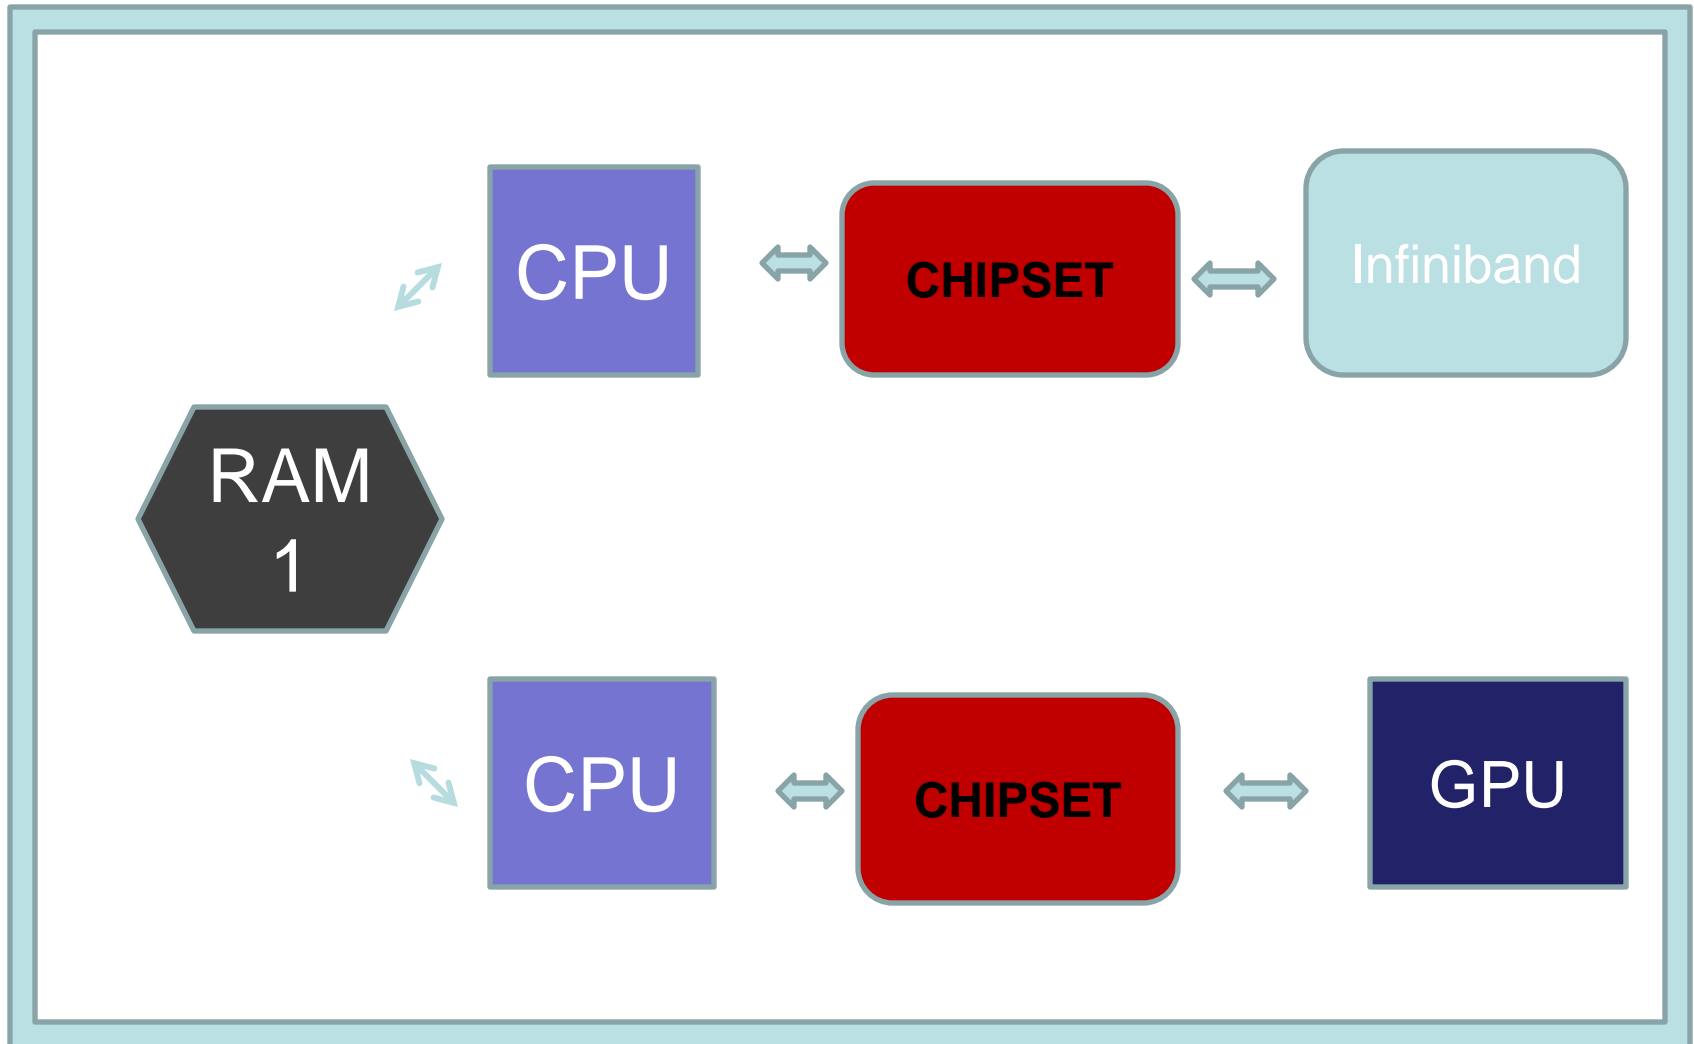 CPU
CHIPSET
Infiniband
RAM
1
CPU
CHIPSET
GPU